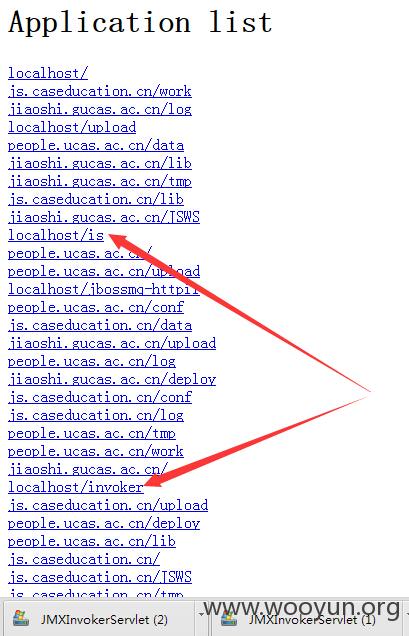 Application list
localhost/
js.caseducation.cn/work
jiaoshi.gucas.ac.cn/log
localhost/upload
people.ucas.ac.cn/data
jiaoshi.gucas.ac.cn/lib
jiaoshi.gucas.ac.cn/tmp
js.caseducation.cn/lib
jiaoshi.gucas.ac.cn/JSWS
localhost/is
people.ucas.ac.cn/
people.ucas.ac.cn/upload
localhost/jbossmq-httpil
people.ucas.ac.cn/conf
js.caseducation.cn/data
jiaoshi.gucas.ac.cn/upload
people.ucas.ac.cn/log
jiaoshi.gucas.ac.cn/deploy
js.caseducation.cn/conf
js.caseducation.cn/log
people.ucas.ac.cn/tmp
people.ucas.ac.cn/work
jiaoshi.gucas.ac.cn/
localhost/invoker
js.caseducation.cn/upload
people.ucas.ac.cn/deploy
people.ucas.ac.cn/lib
js.caseducation.cn/
js.caseducation.cn/JSWS
js.caseducation.cn/tmp
www.wooyun.org
JMXInvokerServlet (2)
JMXInvokerServlet (1)